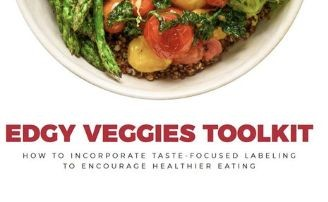 EDGY VEGGIES TOOLKIT
HOW TO INCORPORATE TASTE-FOCUSED LABELING
TO ENCOURAGE HEALTHIER EATING